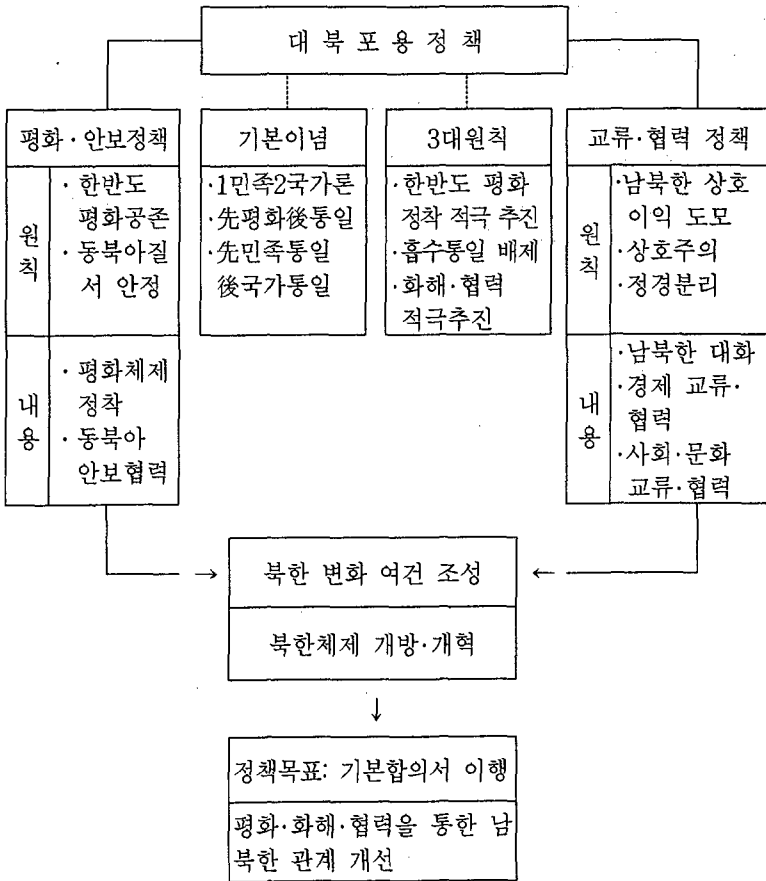 대북포용정책
평화·안보정책
원칙
·한반도
평화공존
·동북아질
서 안정
내용
·평화체제
정착
·동북아
안보협력
기본이념
·1민족2국가론
·先평화後통일
·先민족통일
後국가통일
3대원칙
·한반도 평화
정착 적극 추진
·흡수통일 배제
·화해·협력
적극추진
교류·협력 정책
원칙
·남북한 상호
이익 도모
·상호주의
·정경분리
내용
·남북한 대화
·경제 교류·
협력
·사회·문화
교류·협력
→ 북한 변화 여건 조성 ←
북한체제 개방·개혁
↓
정책목표: 기본합의서 이행
평화·화해·협력을 통한 남
북한 관계 개선